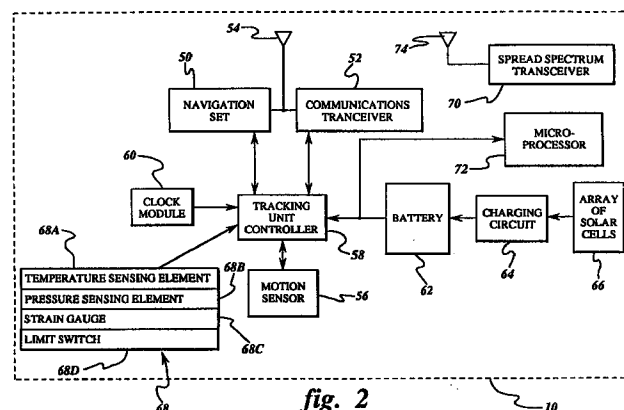 54
74
SPREAD SPECTRUM
TRANSCEIVER
50
52
70
NAVIGATION
SET
COMMUNICATIONS
TRANCEIVER
MICRO-
PROCESSOR
60
72
CLOCK
MODULE
TRACKING
UNIT
CONTROLLER
BATTERY
CHARGING
CIRCUIT
ARRAY
OF
SOLAR
CELLS
68A
58
62
64
66
TEMPERATURE SENSING ELEMENT
PRESSURE SENSING ELEMENT
STRAIN GAUGE
LIMIT SWITCH
68B
68C
MOTION
SENSOR
56
68D
68
fig. 2
10